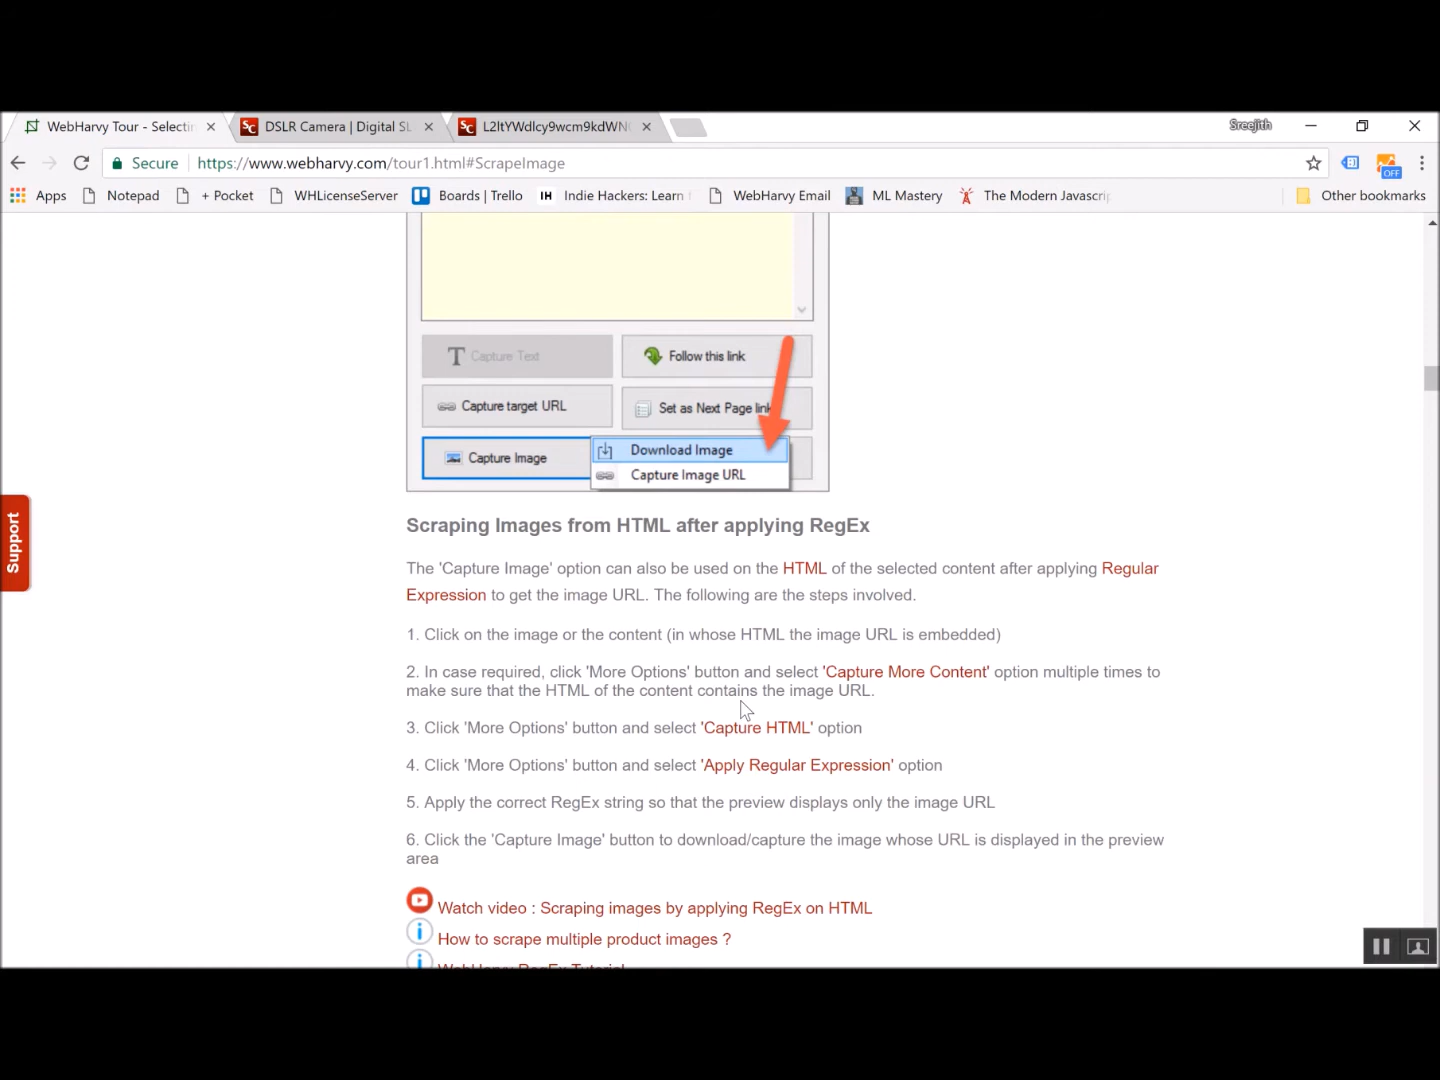 WebHarvy Tour - Selectin
DSLR Camera | Digital SL
L2ltYWdlcy9wcm9kdWN
Sreejith
Secure https://www.webharvy.com/tour1.html#ScrapeImage
OFF
Apps Notepad + Pocket WHLicenseServer Boards | Trello IH Indie Hackers: Learn WebHarvy Email ML Mastery The Modern Javascrip Other bookmarks
Capture Text Follow this link
Capture target URL Set as Next Page link
Capture Image Download Image
Capture Image URL
Support
Scraping Images from HTML after applying RegEx
The 'Capture Image' option can also be used on the HTML of the selected content after applying Regular
Expression to get the image URL. The following are the steps involved.
1. Click on the image or the content (in whose HTML the image URL is embedded)
2. In case required, click 'More Options' button and select 'Capture More Content' option multiple times to
make sure that the HTML of the content contains the image URL.
3. Click 'More Options' button and select 'Capture HTML' option
4. Click 'More Options' button and select 'Apply Regular Expression' option
5. Apply the correct RegEx string so that the preview displays only the image URL
6. Click the 'Capture Image' button to download/capture the image whose URL is displayed in the preview
area
Watch video : Scraping images by applying RegEx on HTML
How to scrape multiple product images ?
WebHarvy RegEx Tutorial